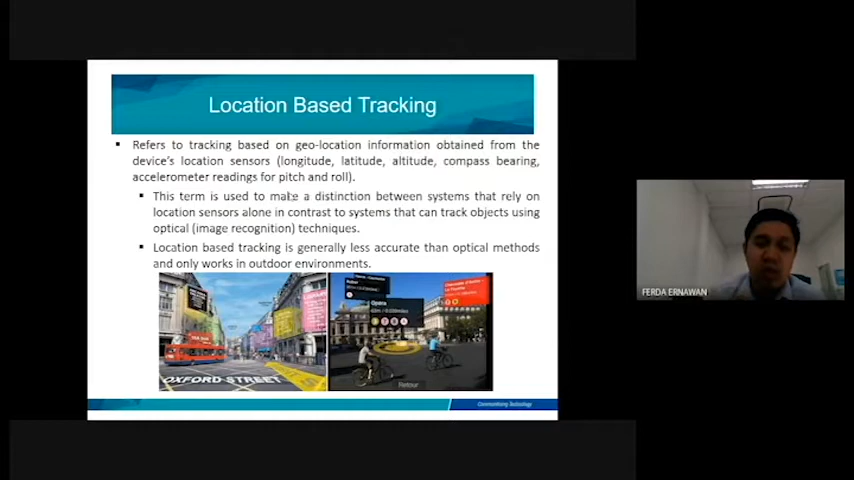 Location Based Tracking
▪ Refers to tracking based on geo-location information obtained from the
device's location sensors (longitude, latitude, altitude, compass bearing,
accelerometer readings for pitch and roll).
▪ This term is used to make a distinction between systems that rely on
location sensors alone in contrast to systems that can track objects using
optical (image recognition) techniques.
▪ Location based tracking is generally less accurate than optical methods
and only works in outdoor environments.
OXFORD STREET
Opera
Retour
FERDA ERNAWAN
Communitising Technology